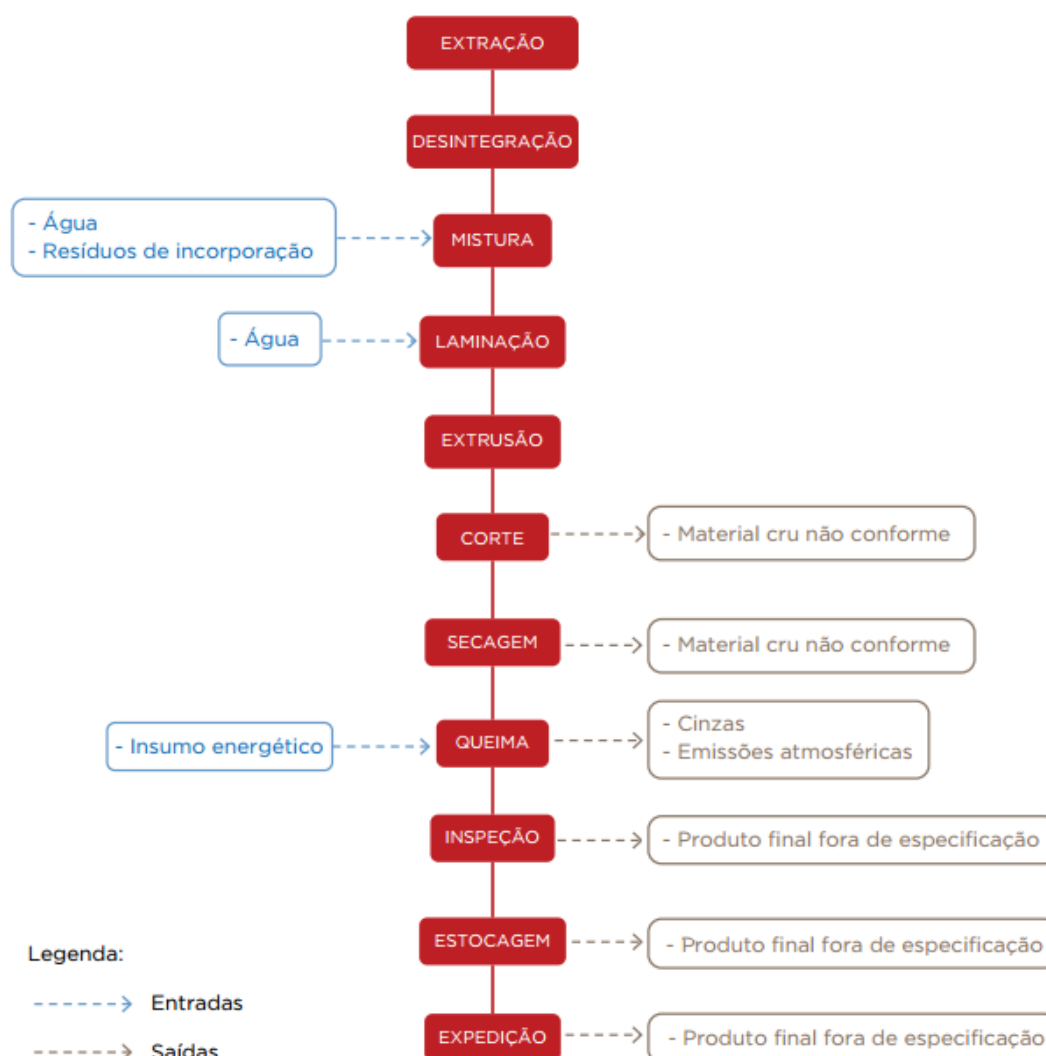 EXTRAÇÃO
DESINTEGRAÇÃO
- Água
- Resíduos de incorporação
MISTURA
- Água
LAMINAÇÃO
EXTRUSÃO
CORTE
- Material cru não conforme
SECAGEM
- Material cru não conforme
- Insumo energético
QUEIMA
- Cinzas
- Emissões atmosféricas
INSPEÇÃO
- Produto final fora de especificação
ESTOCAGEM
- Produto final fora de especificação
Legenda:
Entradas
EXPEDIÇÃO
- Produto final fora de especificação
Saídas